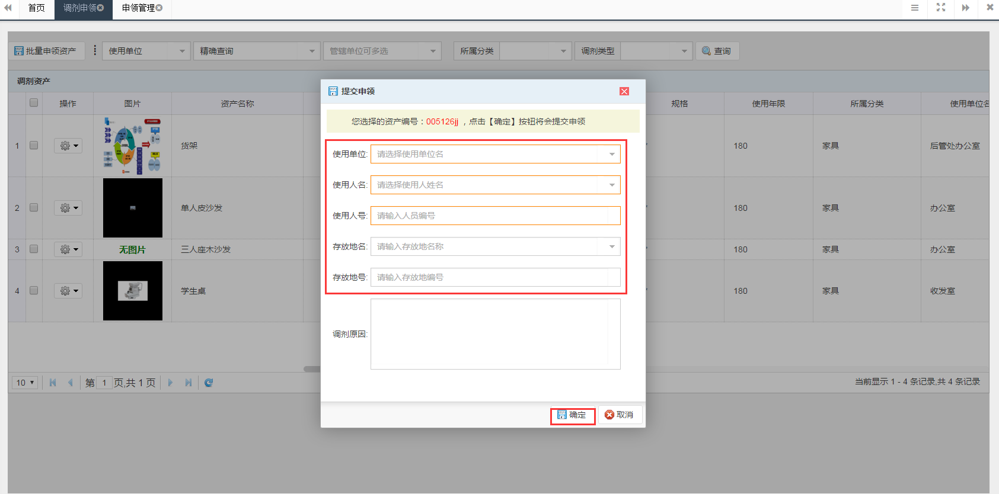 首页 调剂申领 申领管理
批量申领资产 使用单位 精确查询 管辖单位可多选 所属分类 调剂类型 查询
调剂资产
操作 图片 资产名称 规格 使用年限 所属分类 使用单位名
1 货架 180 家具 后管处办公室
2 单人皮沙发 180 家具 办公室
3 无图片 三人座木沙发 180 家具 办公室
4 学生桌 180 家具 收发室
10 第 1 页,共 1 页 当前显示 1 - 4 条记录,共 4 条记录
提交申领
您选择的资产编号：005126jj ，点击【确定】按钮将会提交申领
使用单位: 请选择使用单位名
使用人名: 请选择使用人姓名
使用人号: 请输入人员编号
存放地名: 请输入存放地名称
存放地号: 请输入存放地编号
调剂原因:
确定 取消